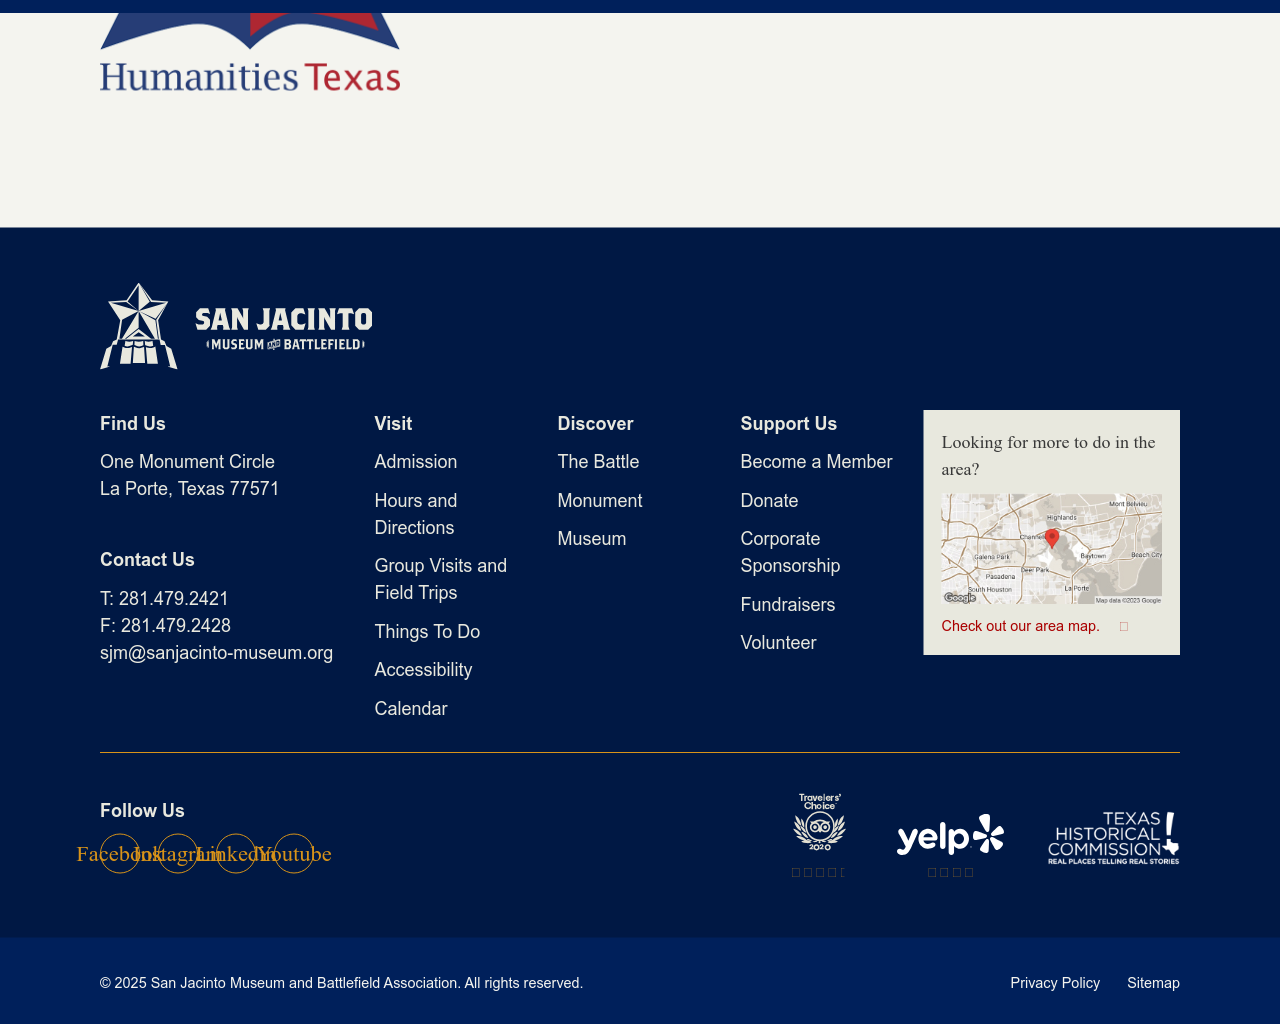 Humanities Texas
SAN JACINTO
MUSEUM AND BATTLEFIELD
Find Us
One Monument Circle
La Porte, Texas 77571
Contact Us
T: 281.479.2421
F: 281.479.2428
sjm@sanjacinto-museum.org
Visit
Admission
Hours and
Directions
Group Visits and
Field Trips
Things To Do
Accessibility
Calendar
Discover
The Battle
Monument
Museum
Support Us
Become a Member
Donate
Corporate
Sponsorship
Fundraisers
Volunteer
Looking for more to do in the
area?
Mont Belvieu
Highlands
Channelview
Galena Park
Baytown
Beach City
Deer Park
Pasadena
South Houston
La Porte
Google
Map data ©2023 Google
Check out our area map.
Follow Us
Facebook
Instagram
LinkedIn
Youtube
Travelers'
Choice
2020
yelp
TEXAS
HISTORICAL
COMMISSION
REAL PLACES TELLING REAL STORIES
© 2025 San Jacinto Museum and Battlefield Association. All rights reserved.
Privacy Policy
Sitemap